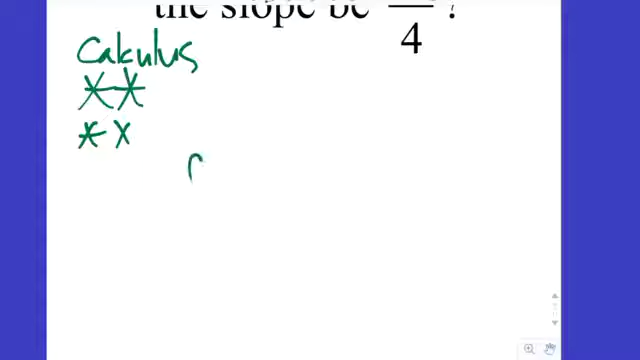 the slope be —/4 ?
Calculus
** 
*x